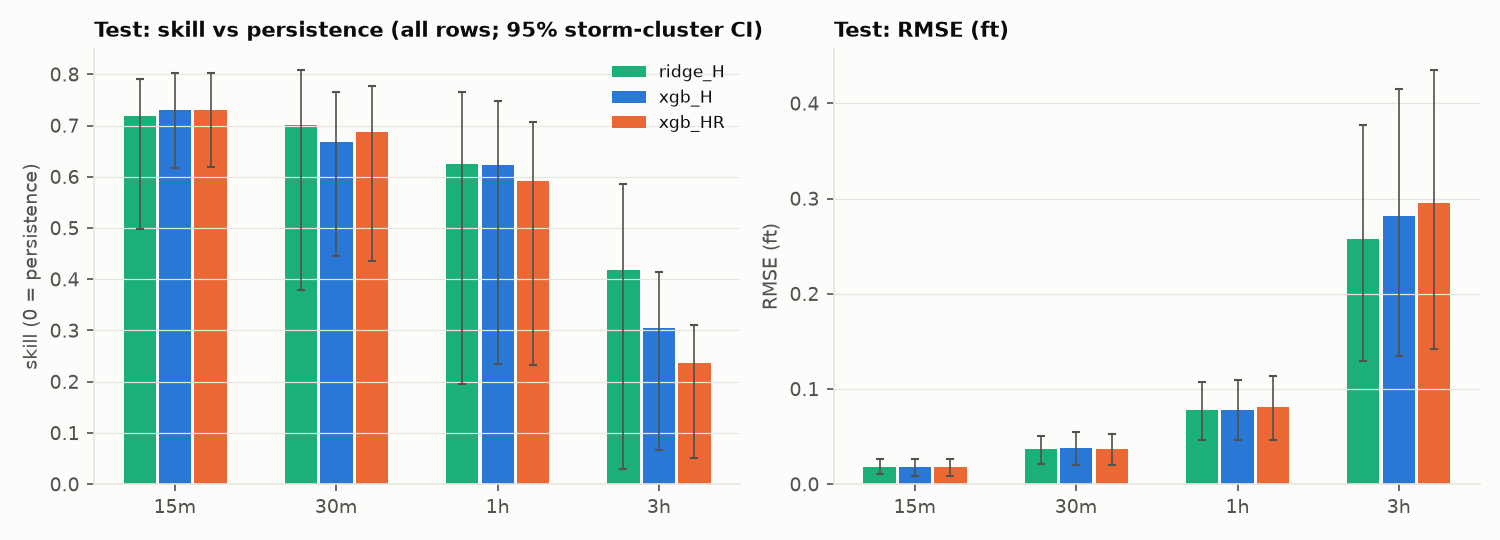 Test: skill vs persistence (all rows; 95% storm-cluster CI)
skill (0 = persistence)
0.8
0.7
0.6
0.5
0.4
0.3
0.2
0.1
0.0
15m
30m
1h
3h
ridge_H
xgb_H
xgb_HR
Test: RMSE (ft)
RMSE (ft)
0.4
0.3
0.2
0.1
0.0
15m
30m
1h
3h